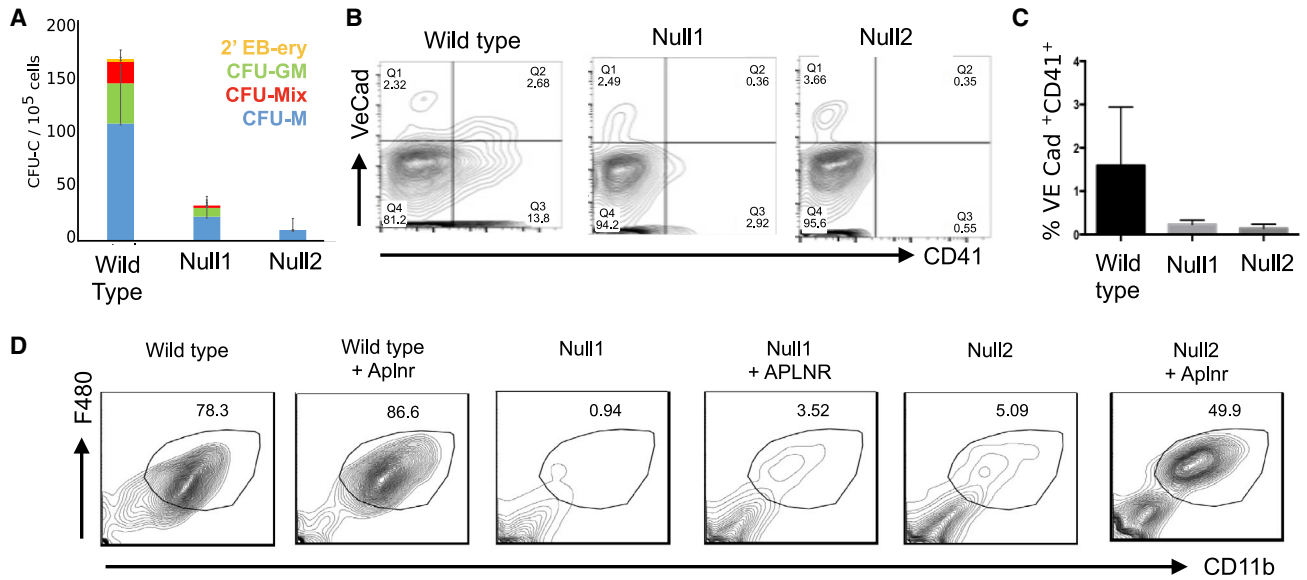 A
200
150
100
50
0
CFU-C / 10⁵ cells
2' EB-ery
CFU-GM
CFU-Mix
CFU-M
Wild
Type
Null1
Null2
B
Wild type
Null1
Null2
VeCad
Q1
2.32
Q2
2.68
Q4
81.2
Q3
13,8
Q1
2.49
Q2
0.36
Q4
94.2
Q3
2.92
Q1
3.66
Q2
0.35
Q4
95,6
Q3
0,55
CD41
C
% VE Cad ⁺CD41⁺
4
3
2
1
0
Wild
type
Null1
Null2
D
Wild type
Wild type
+ Aplnr
Null1
Null1
+ APLNR
Null2
Null2
+ Aplnr
F480
78.3
86.6
0.94
3.52
5.09
49.9
CD11b